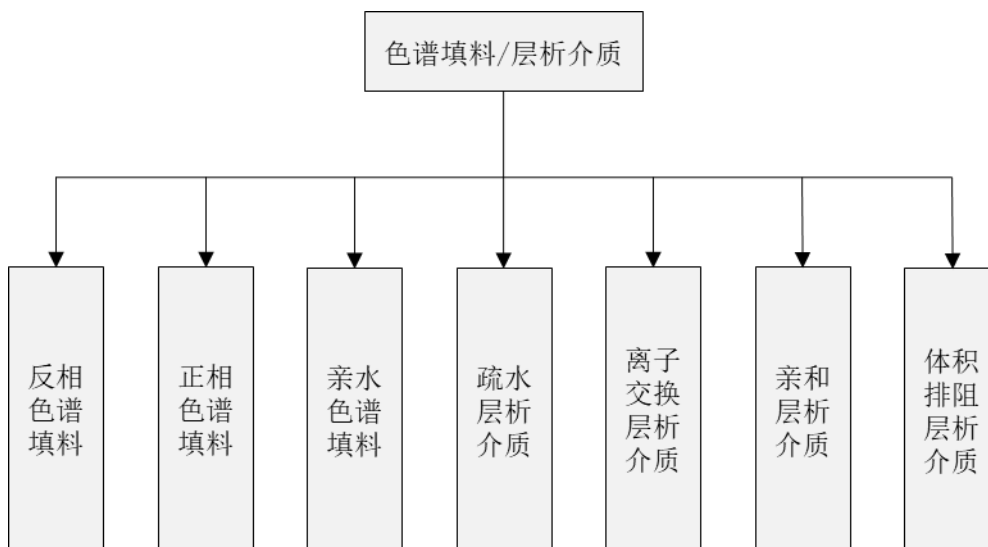 色谱填料/层析介质
反相
色谱
填料
正相
色谱
填料
亲水
色谱
填料
疏水
层析
介质
离子
交换
层析
介质
亲和
层析
介质
体积
排阻
层析
介质